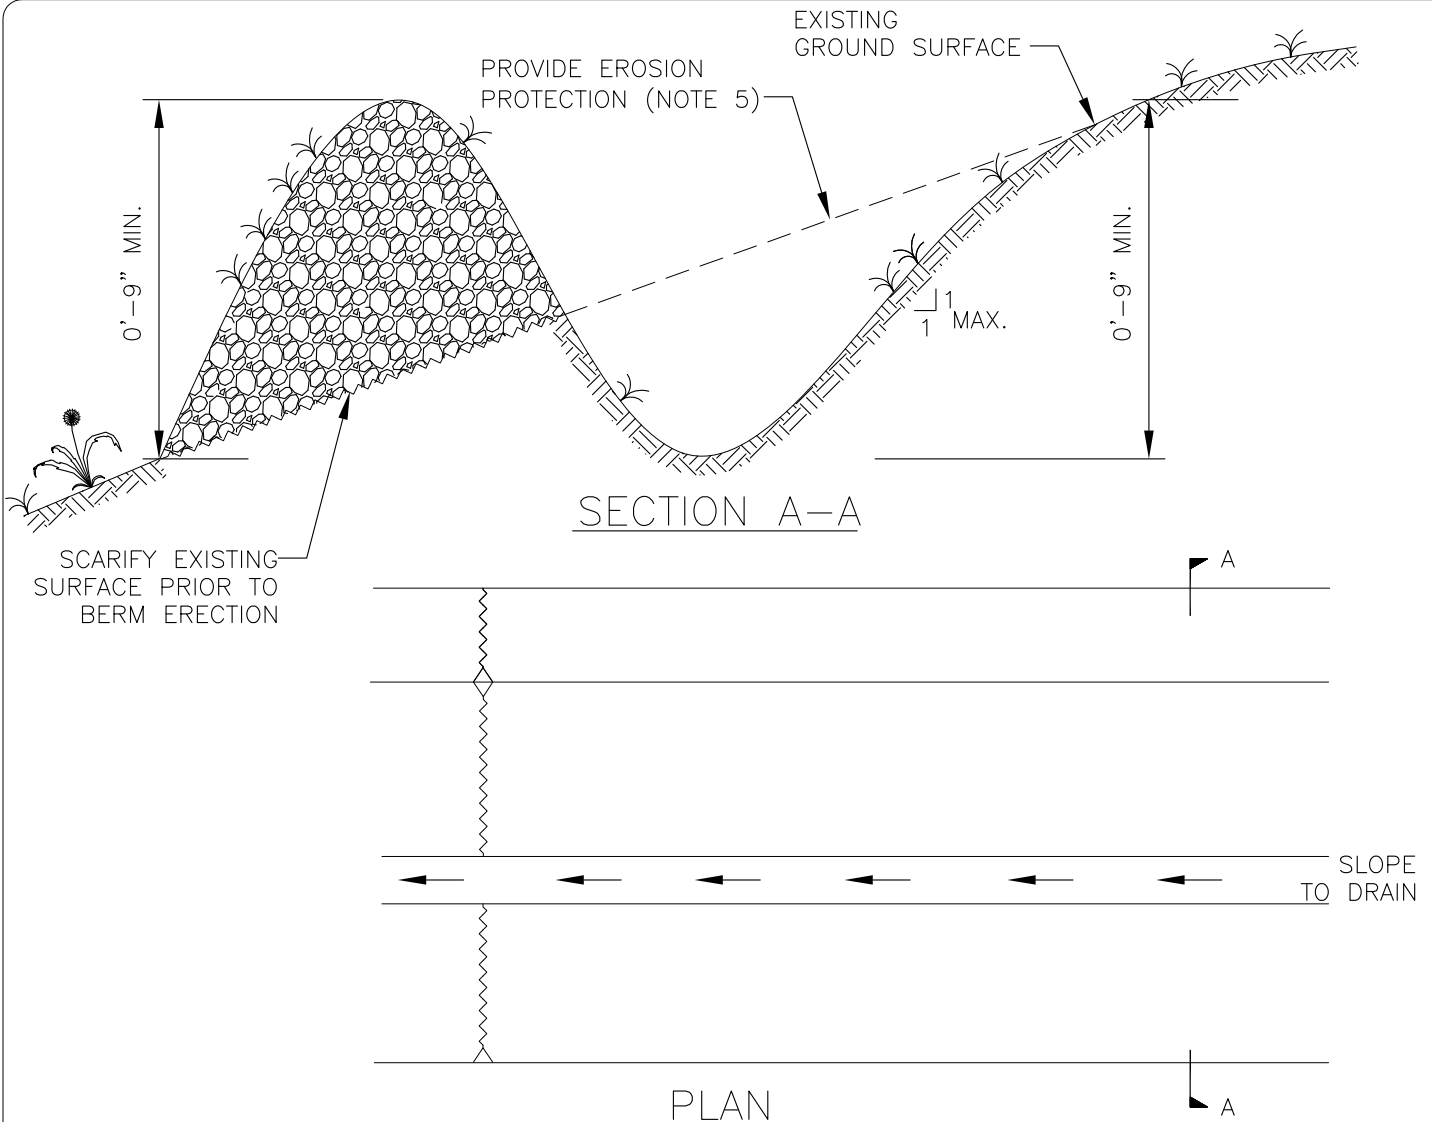 EXISTING
GROUND SURFACE
PROVIDE EROSION
PROTECTION (NOTE 5)
0'-9" MIN.
0'-9" MIN.
1
1
MAX.
SECTION A-A
SCARIFY EXISTING
SURFACE PRIOR TO
BERM ERECTION
A
SLOPE
TO DRAIN
PLAN
A